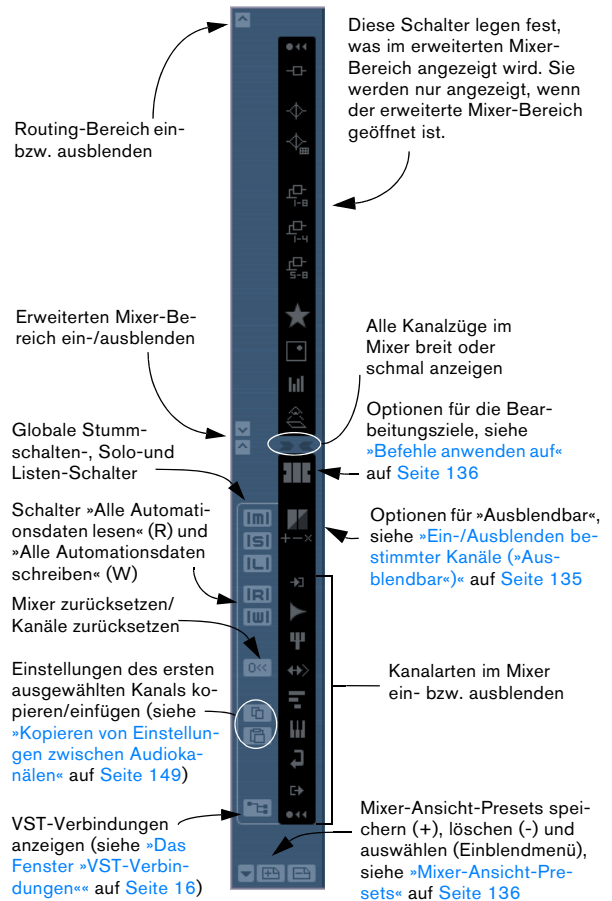 Diese Schalter legen fest,
was im erweiterten Mixer-
Bereich angezeigt wird. Sie
werden nur angezeigt, wenn
der erweiterte Mixer-Bereich
geöffnet ist.
Routing-Bereich ein-
bzw. ausblenden
1-8
1-4
5-8
Erweiterten Mixer-Be-
reich ein-/ausblenden
Alle Kanalzüge im
Mixer breit oder
schmal anzeigen
Globale Stumm-
schalten-, Solo-und
Listen-Schalter
Optionen für die Bear-
beitungsziele, siehe
»Befehle anwenden auf«
auf Seite 136
Schalter »Alle Automati-
onsdaten lesen« (R) und
»Alle Automationsdaten
schreiben« (W)
Optionen für »Ausblendbar«,
siehe »Ein-/Ausblenden be-
stimmter Kanäle (»Aus-
blendbar«)« auf Seite 135
|m|
|S|
|L|
|R|
|W|
0<<
Mixer zurücksetzen/
Kanäle zurücksetzen
Einstellungen des ersten
ausgewählten Kanals ko-
pieren/einfügen (siehe
»Kopieren von Einstellun-
gen zwischen Audioka-
nälen« auf Seite 149)
Kanalarten im Mixer
ein- bzw. ausblenden
VST-Verbindungen
anzeigen (siehe »Das
Fenster »VST-Verbin-
dungen«« auf Seite 16)
Mixer-Ansicht-Presets spei-
chern (+), löschen (-) und
auswählen (Einblendmenü),
siehe »Mixer-Ansicht-Pre-
sets« auf Seite 136